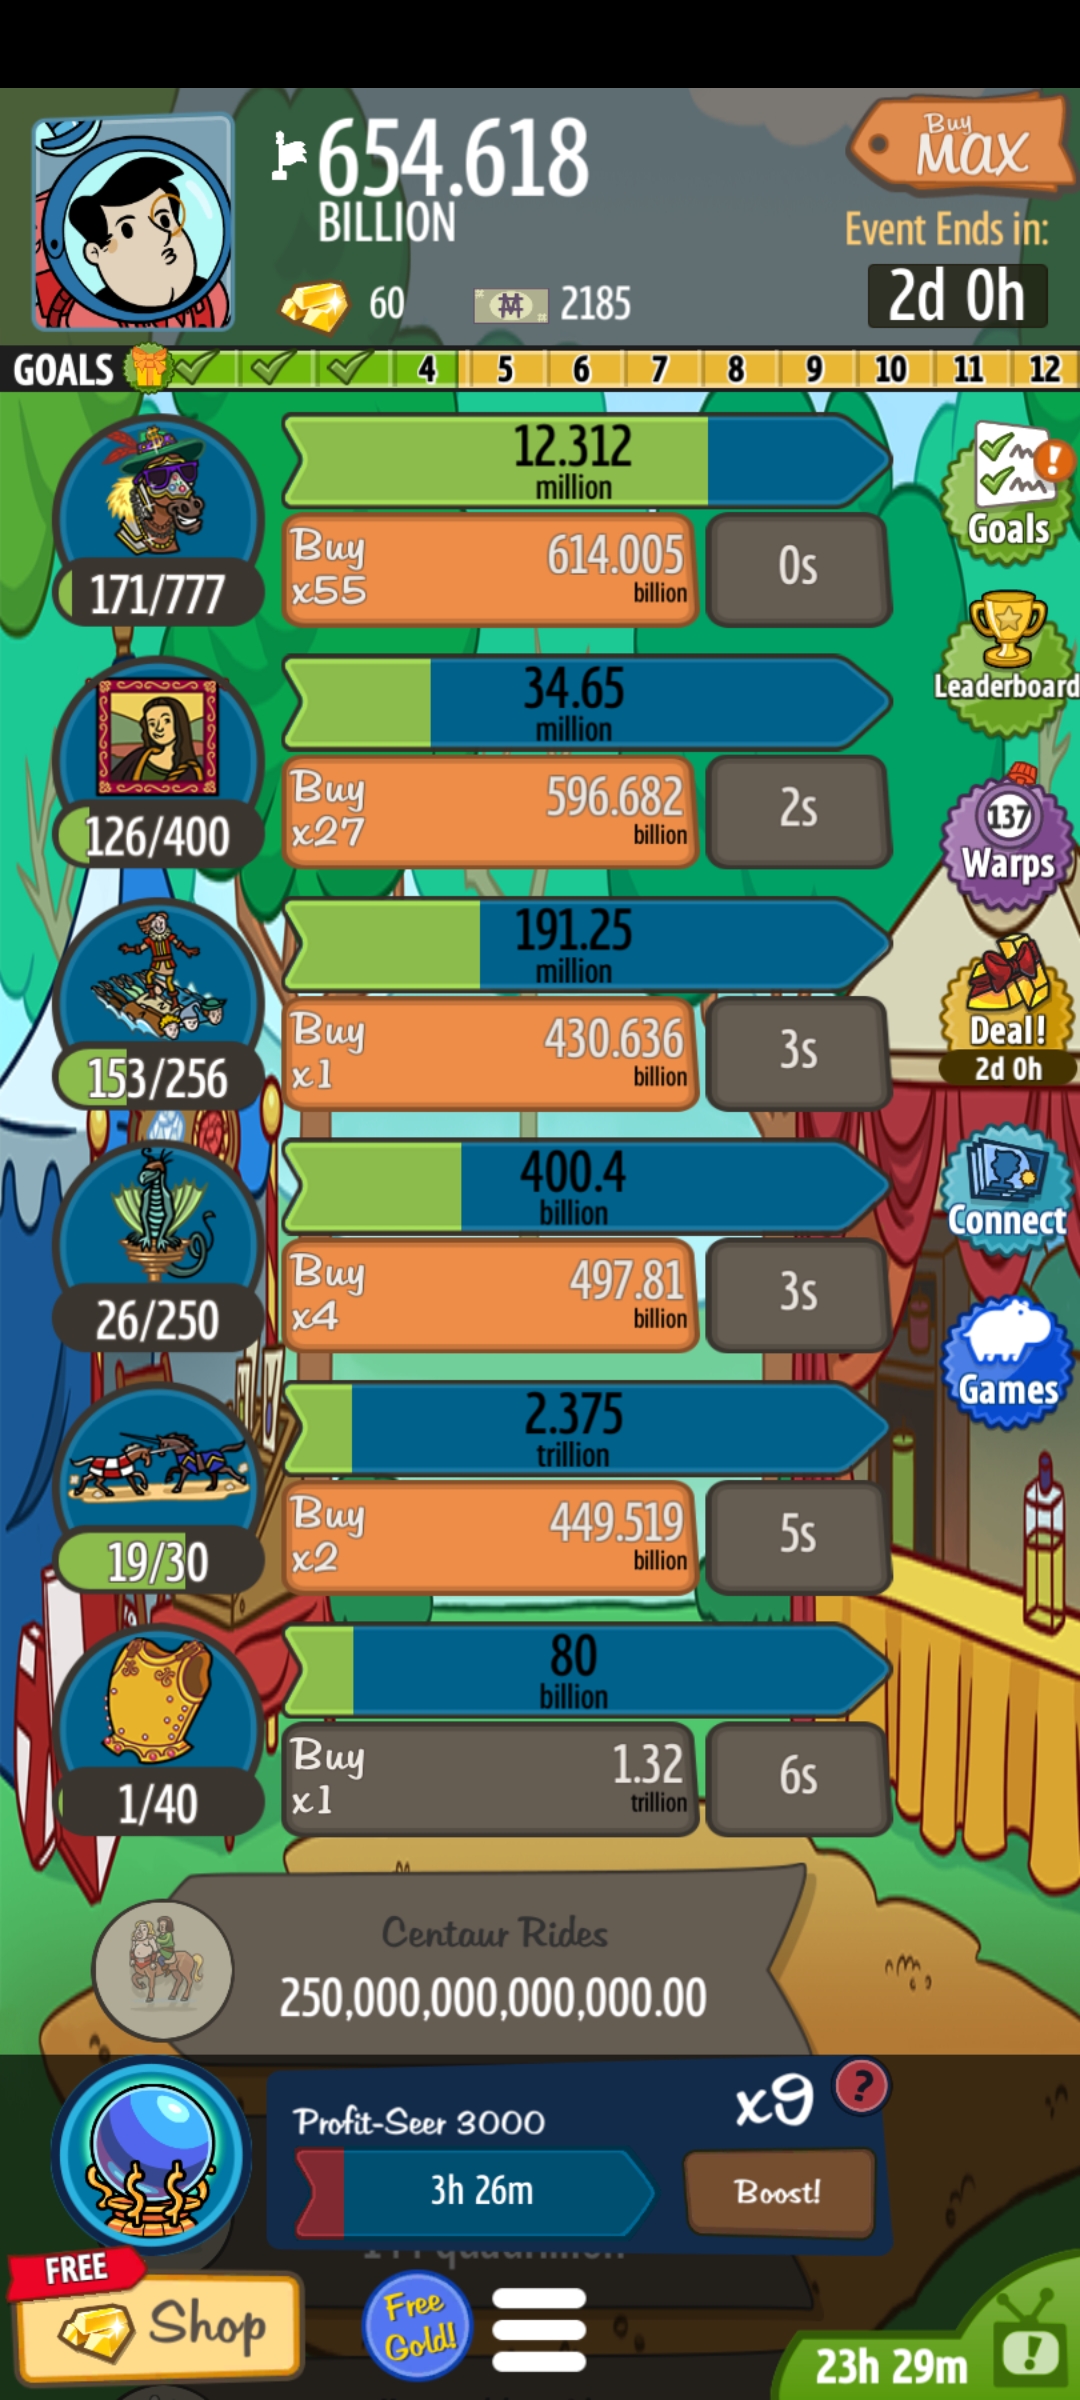 654.618
BILLION
Buy
MAX
Event Ends in:
2d 0h
60
2185
GOALS 4 5 6 7 8 9 10 11 12
12.312
million
Buy
x55
614.005
billion
0s
171/777
Goals
34.65
million
Buy
x27
596.682
billion
2s
126/400
Leaderboard
137
Warps
191.25
million
Buy
x1
430.636
billion
3s
153/256
Deal!
2d 0h
400.4
billion
Buy
x4
497.81
billion
3s
26/250
Connect
2.375
trillion
Buy
x2
449.519
billion
5s
19/30
Games
80
billion
Buy
x1
1.32
trillion
6s
1/40
Centaur Rides
250,000,000,000,000.00
Profit-Seer 3000
x9
?
3h 26m
Boost!
FREE
Shop
Free
Gold!
23h 29m